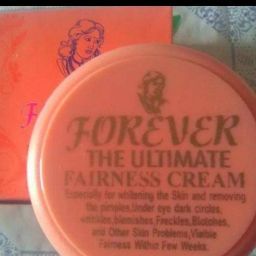 FOREVER
THE ULTIMATE
FAIRNESS CREAM
Especially for whitening the Skin and removing
the pimples,Under eye dark circles,
wrinkles,blemishes,Freckles,Blotches,
and Other Skin Problems,Visible
Fairness Within Few Weeks.